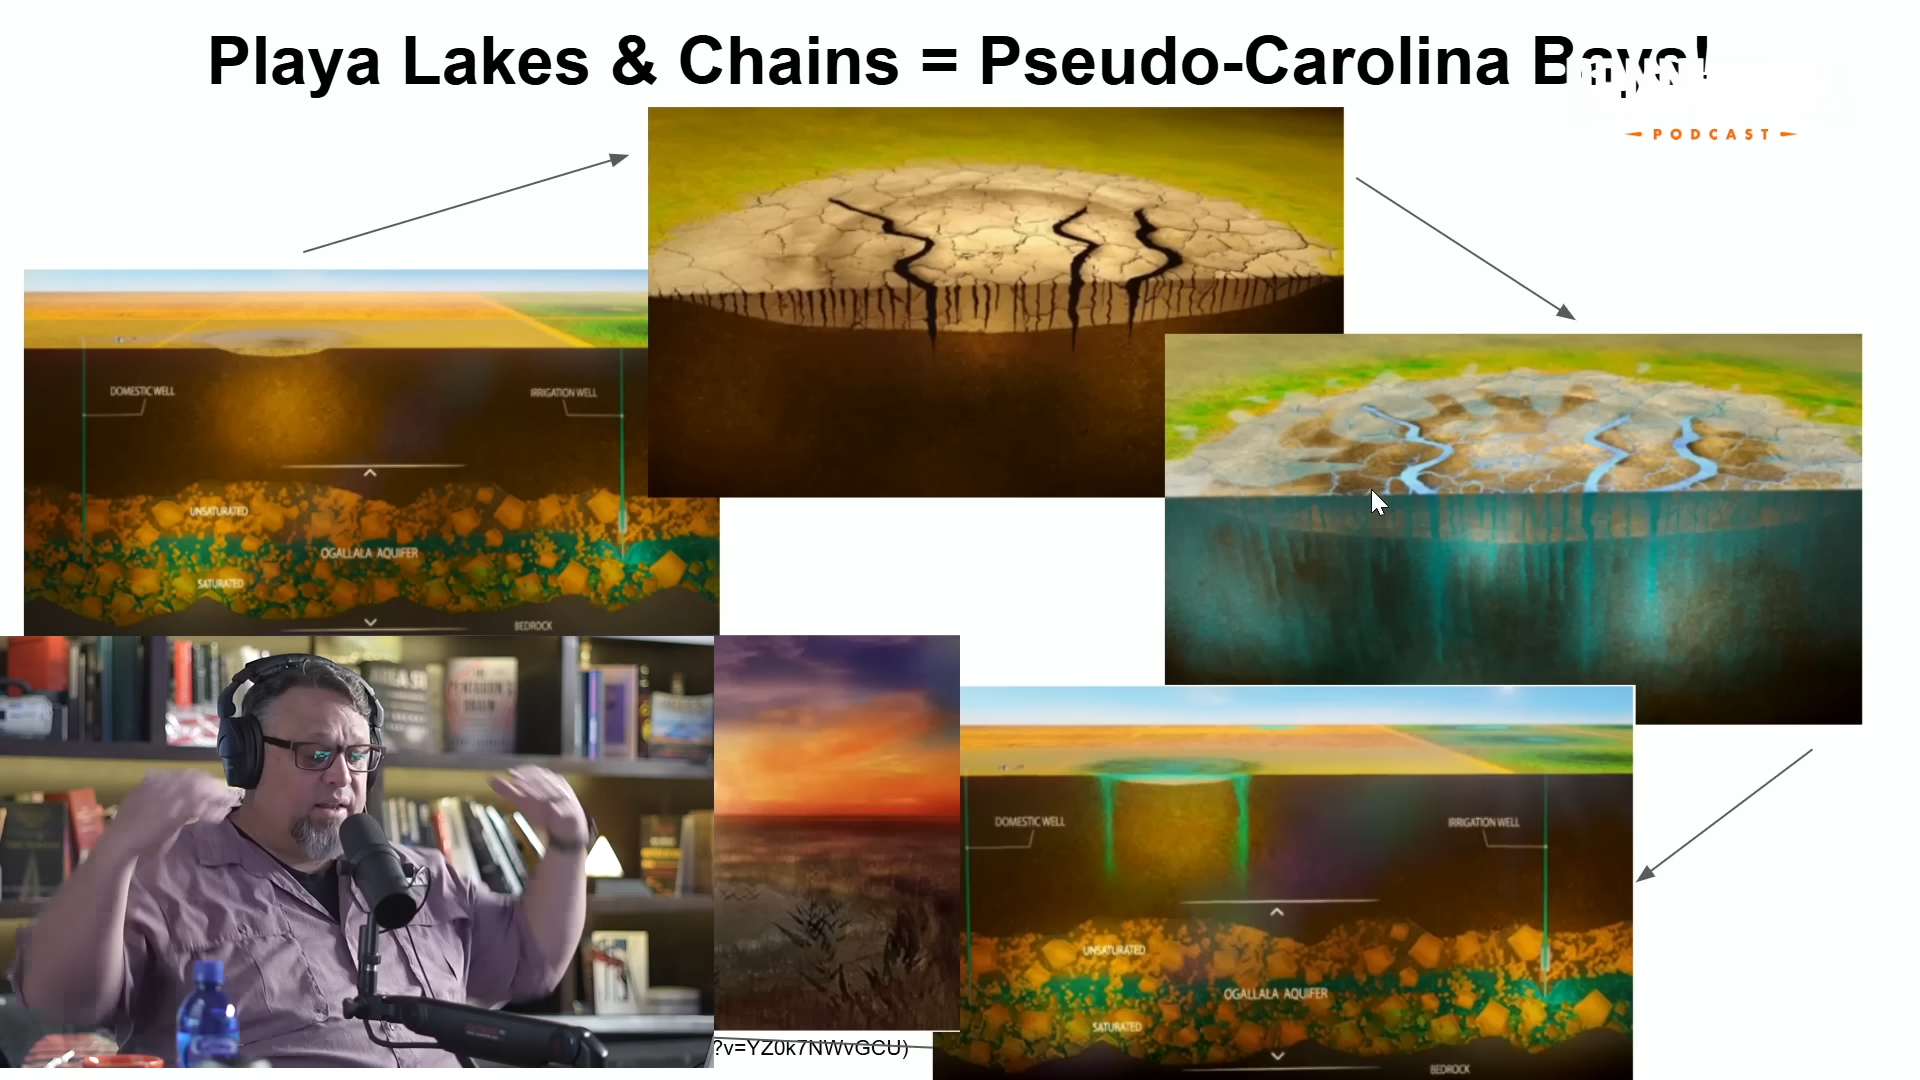 Playa Lakes & Chains = Pseudo-Carolina Bays!
PODCAST
DOMESTIC WELL
IRRIGATION WELL
UNSATURATED
OGALLALA AQUIFER
SATURATED
BEDROCK
DOMESTIC WELL
IRRIGATION WELL
UNSATURATED
OGALLALA AQUIFER
SATURATED
BEDROCK
?v=YZ0k7NWvGCU)